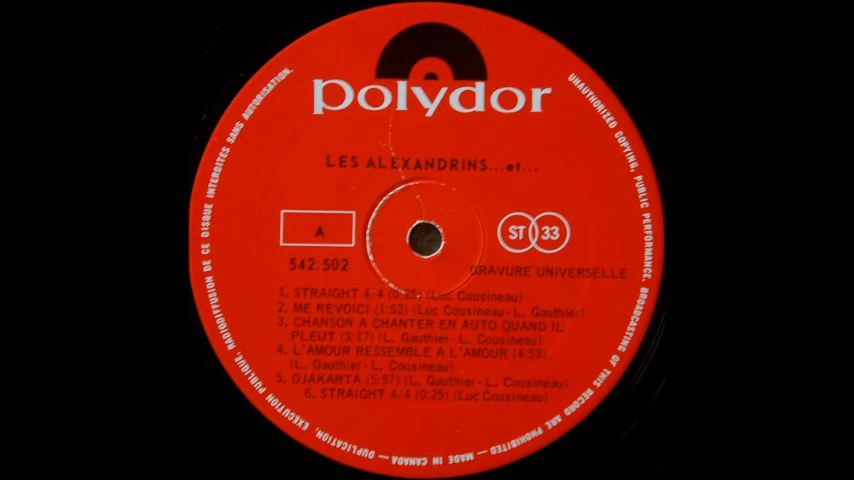 polydor
LES ALEXANDRINS...et...
A
ST 33
542.502
GRAVURE UNIVERSELLE
1. STRAIGHT 4/4 (0:25) (Luc Cousineau)
2. ME REVOICI (1:52) (Luc Cousineau - L. Gauthier)
3. CHANSON A CHANTER EN AUTO QUAND IL
PLEUT (3:17) (L. Gauthier - L. Cousineau)
4. L'AMOUR RESSEMBLE A L'AMOUR (4:53)
(L. Gauthier - L. Cousineau)
5. DJAKARTA (5:57) (L. Gauthier - L. Cousineau)
6. STRAIGHT 4/4 (0:25) (Luc Cousineau)
UNAUTHORIZED COPYING, PUBLIC PERFORMANCE, BROADCASTING OF THIS RECORD ARE PROHIBITED — MADE IN CANADA — DUPLICATION, EXECUTION PUBLIQUE, RADIODIFFUSION DE CE DISQUE INTERDITES SANS AUTORISATION.